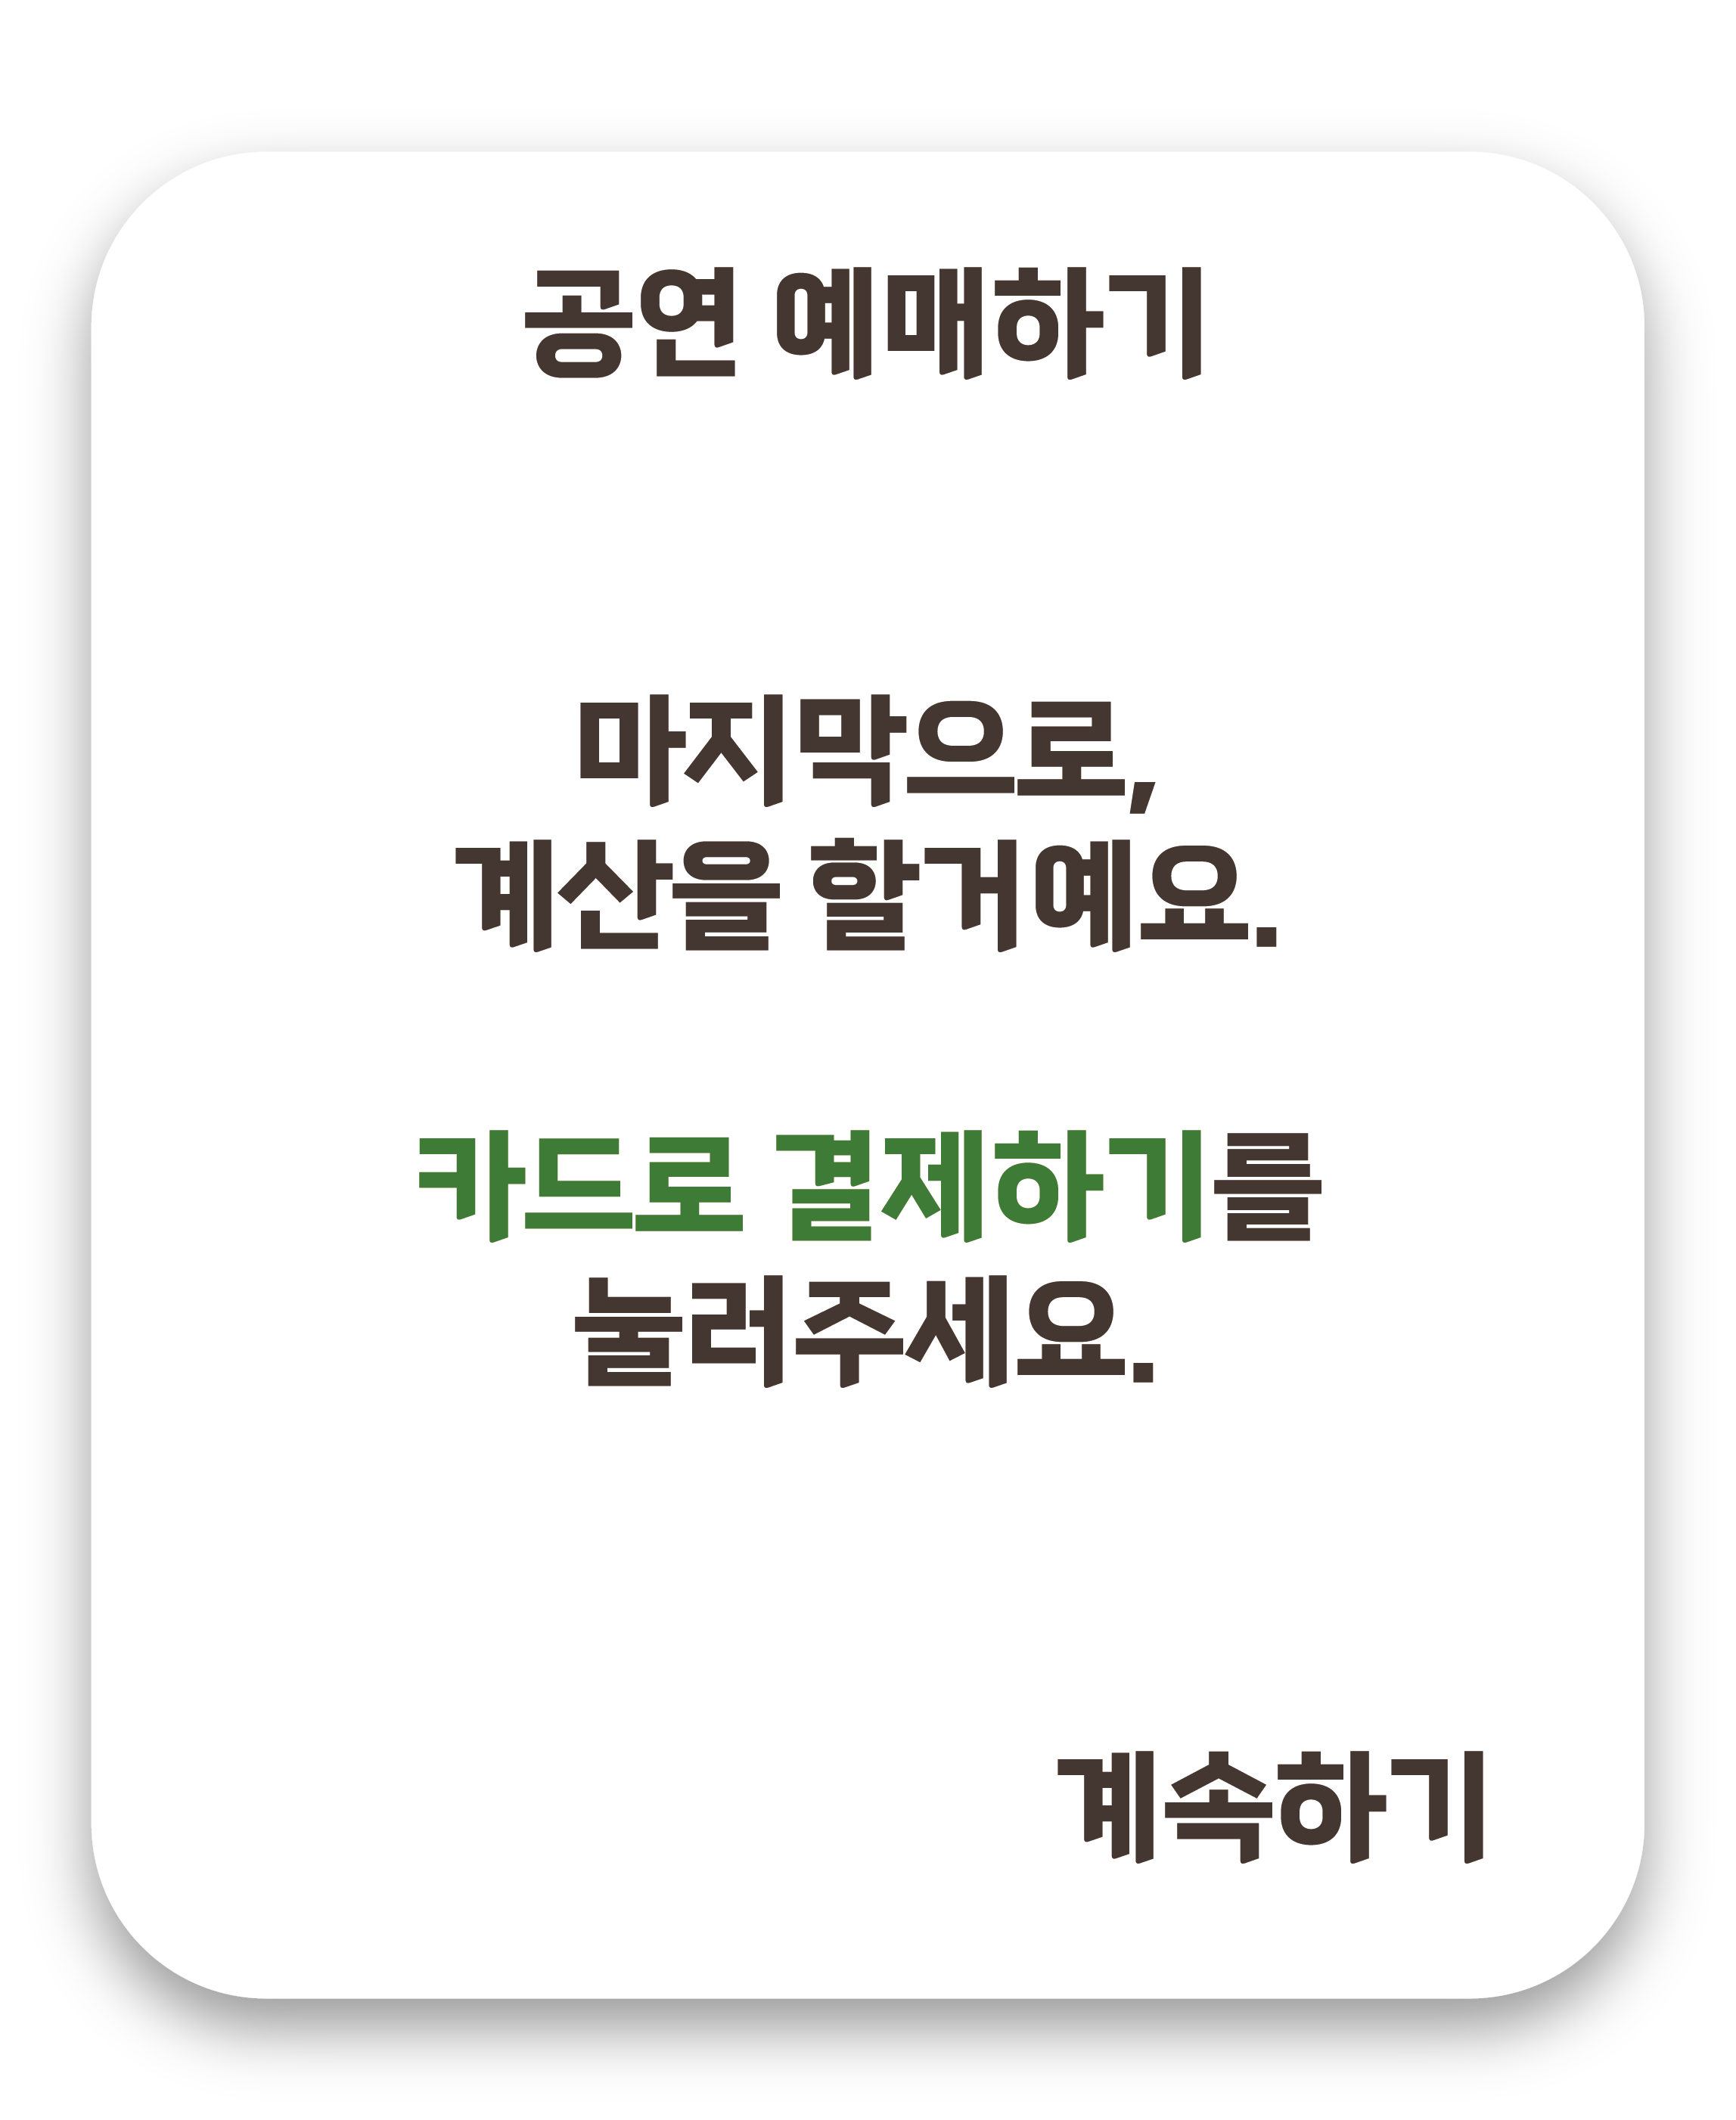 공연 예매하기
마지막으로,
계산을 할거예요.
카드로 결제하기를
눌러주세요.
계속하기